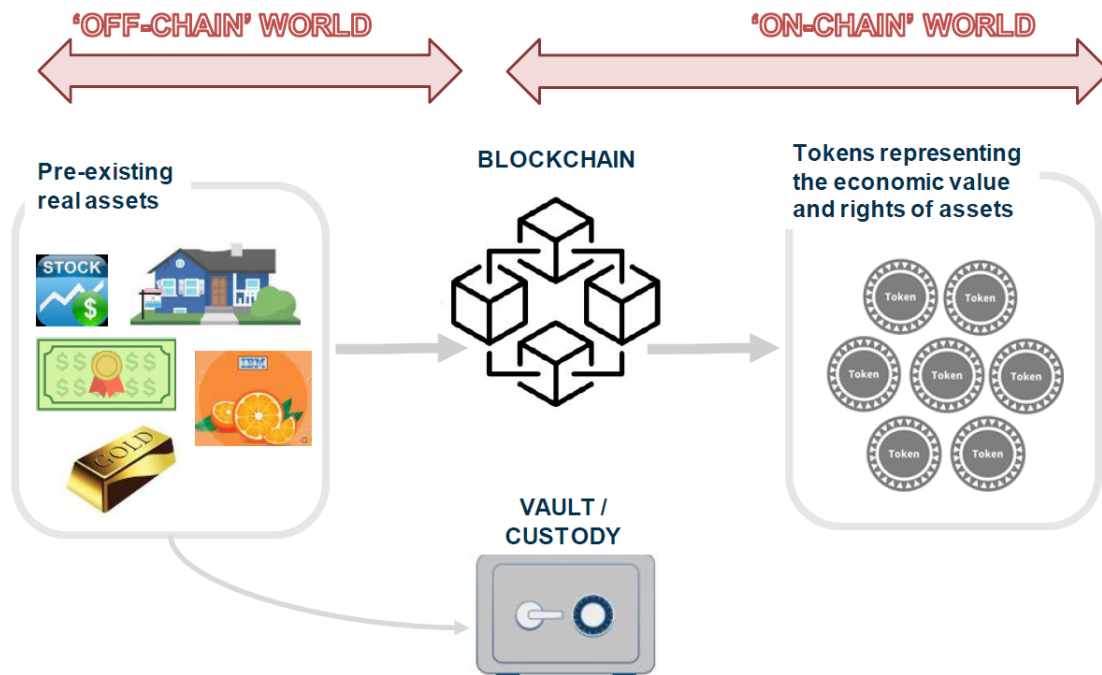 ‘OFF-CHAIN’ WORLD
‘ON-CHAIN’ WORLD
Pre-existing
real assets
BLOCKCHAIN
Tokens representing
the economic value
and rights of assets
STOCK
$
$ $ $ $
$ $ $ $
IBM
GOLD
Token
Token
Token
Token
Token
Token
Token
VAULT /
CUSTODY